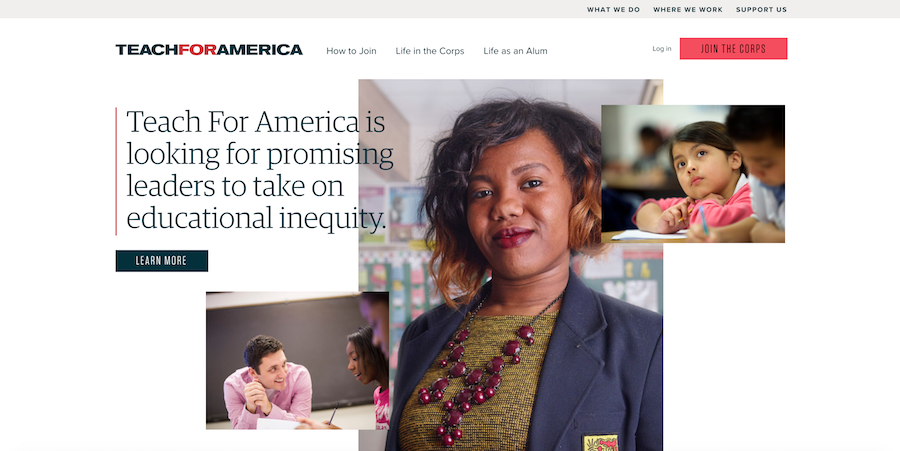 WHAT WE DO WHERE WE WORK SUPPORT US
TEACHFORAMERICA How to Join Life in the Corps Life as an Alum Log in JOIN THE CORPS
Teach For America is
looking for promising
leaders to take on
educational inequity.
LEARN MORE